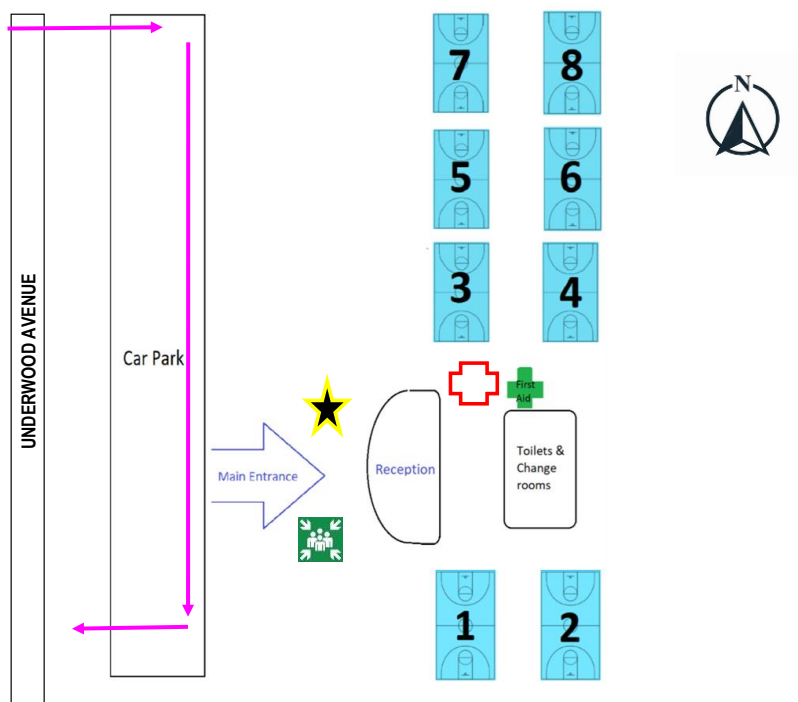 7
8
N
5
6
UNDERWOOD AVENUE
3
4
Car Park
First
Aid
Main Entrance
Reception
Toilets &
Change
rooms
1
2